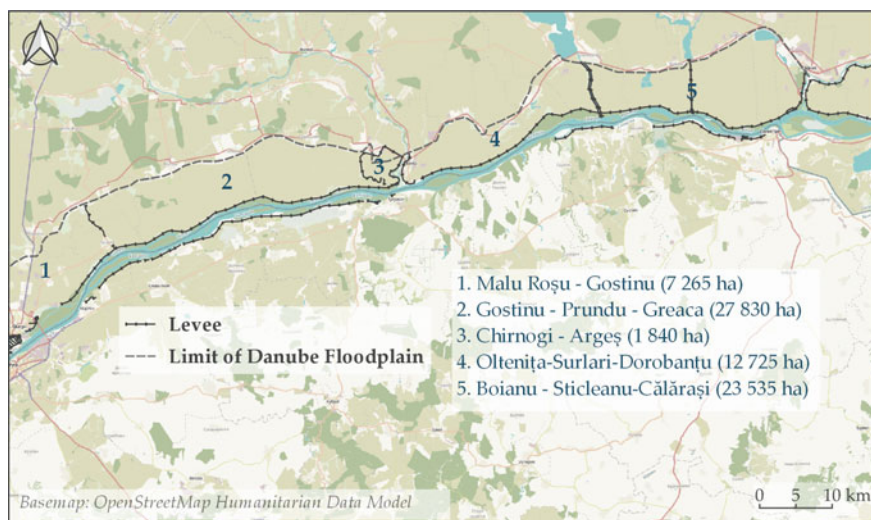 1
2
3
4
5
1. Malu Roșu - Gostinu (7 265 ha)
2. Gostinu - Prundu - Greaca (27 830 ha)
3. Chirnogi - Argeș (1 840 ha)
4. Oltenița-Surlari-Dorobanțu (12 725 ha)
5. Boianu - Sticleanu-Călărași (23 535 ha)
Levee
Limit of Danube Floodplain
Basemap: OpenStreetMap Humanitarian Data Model
0 5 10 km